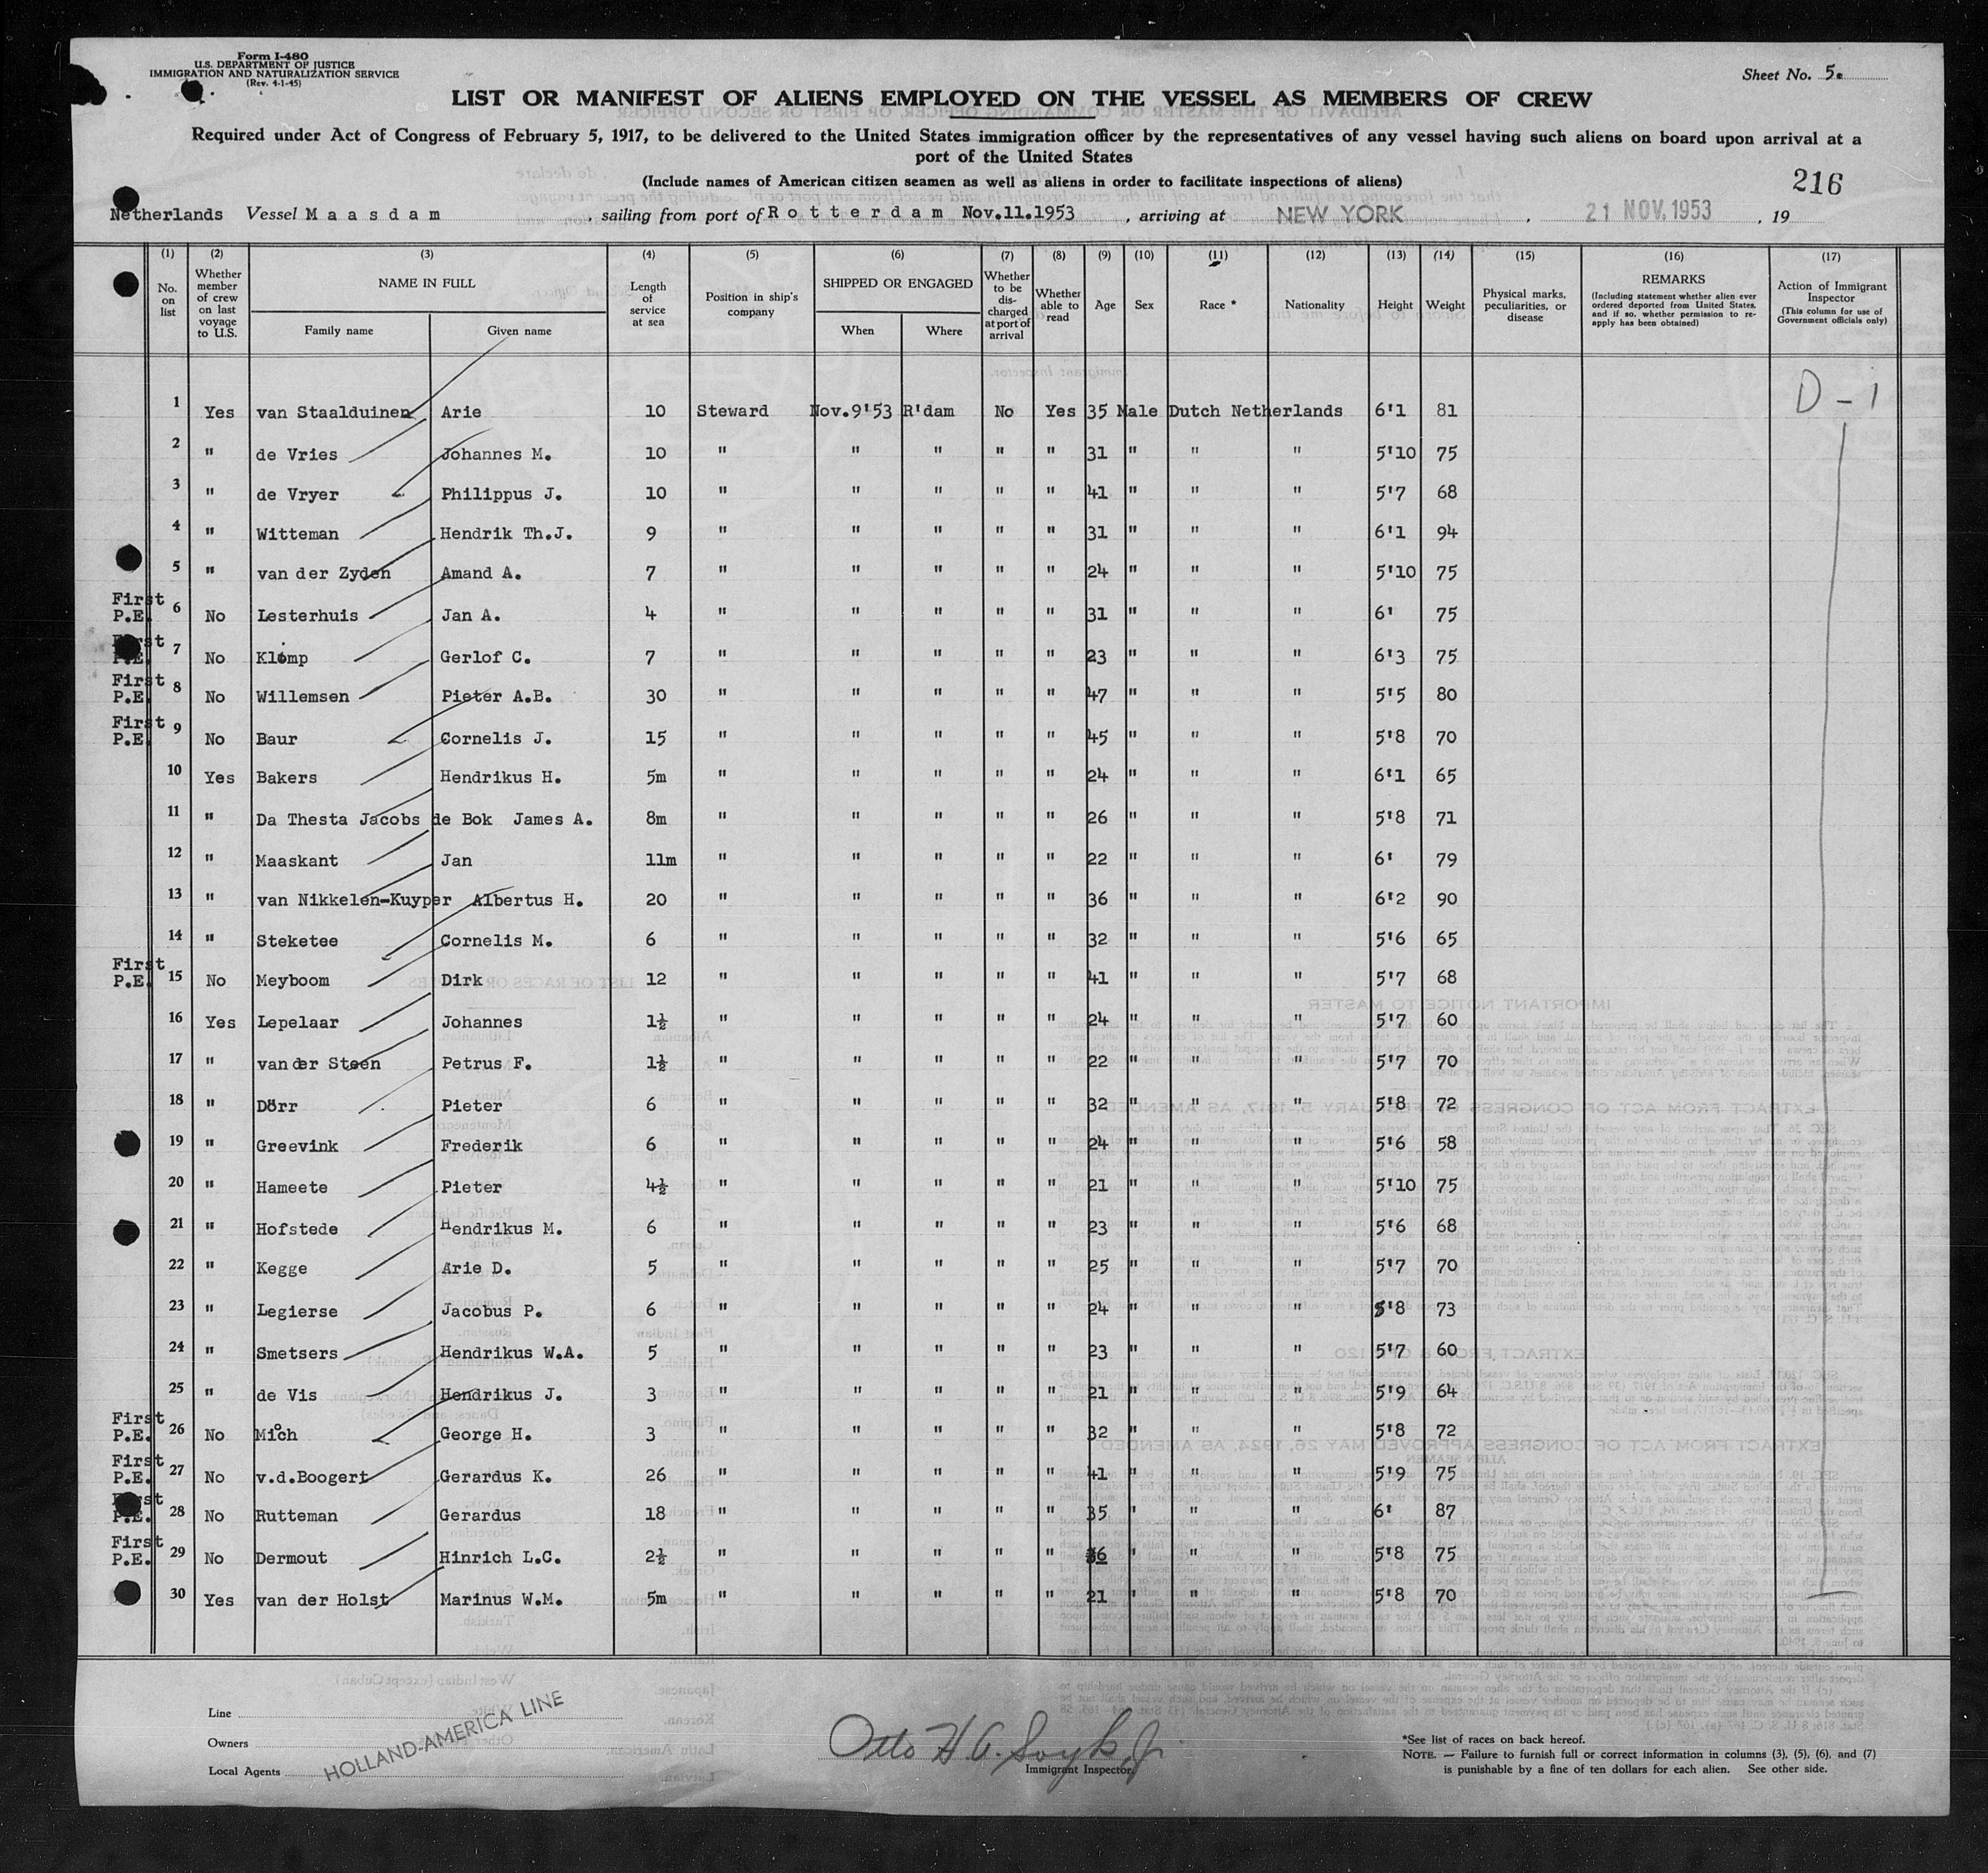 Form I-480
U.S. DEPARTMENT OF JUSTICE
IMMIGRATION AND NATURALIZATION SERVICE
(Rev. 4-1-45)
Sheet No. 5.
LIST OR MANIFEST OF ALIENS EMPLOYED ON THE VESSEL AS MEMBERS OF CREW
Required under Act of Congress of February 5, 1917, to be delivered to the United States immigration officer by the representatives of any vessel having such aliens on board upon arrival at a
port of the United States
(Include names of American citizen seamen as well as aliens in order to facilitate inspections of aliens)
216
Netherlands Vessel Maasdam, sailing from port of Rotterdam Nov.11.1953, arriving at NEW YORK, 21 NOV. 1953, 19
(1) No. on list (2) Whether member of crew on last voyage to U.S. (3) NAME IN FULL Family name Given name (4) Length of service at sea (5) Position in ship's company (6) SHIPPED OR ENGAGED When Where (7) Whether to be discharged at port of arrival (8) Whether able to read (9) Age (10) Sex (11) Race * (12) Nationality (13) Height (14) Weight (15) Physical marks, peculiarities, or disease (16) REMARKS (Including statement whether alien ever ordered deported from United States, and if so, whether permission to re-apply has been obtained) (17) Action of Immigrant Inspector (This column for use of Government officials only)
D-1
1 Yes van Staalduinen Arie 10 Steward Nov.9'53 R'dam No Yes 35 Male Dutch Netherlands 6'1 81
2 " de Vries Johannes M. 10 " " " " " 31 " " " 5'10 75
3 " de Vryer Philippus J. 10 " " " " " 41 " " " 5'7 68
4 " Witteman Hendrik Th.J. 9 " " " " " 31 " " " 6'1 94
5 " van der Zyden Amand A. 7 " " " " " 24 " " " 5'10 75
First P.E. 6 No Lesterhuis Jan A. 4 " " " " " 31 " " " 6' 75
First P.E. 7 No Klomp Gerlof C. 7 " " " " " 23 " " " 6'3 75
First P.E. 8 No Willemsen Pieter A.B. 30 " " " " " 47 " " " 5'5 80
First P.E. 9 No Baur Cornelis J. 15 " " " " " 45 " " " 5'8 70
10 Yes Bakers Hendrikus H. 5m " " " " " 24 " " " 6'1 65
11 " Da Thesta Jacobs de Bok James A. 8m " " " " " 26 " " " 5'8 71
12 " Maaskant Jan 11m " " " " " 22 " " " 6' 79
13 " van Nikkelen-Kuyper Albertus H. 20 " " " " " 36 " " " 6'2 90
14 " Steketee Cornelis M. 6 " " " " " 32 " " " 5'6 65
First P.E. 15 No Meyboom Dirk 12 " " " " " 41 " " " 5'7 68
16 Yes Lepelaar Johannes 1½ " " " " " 24 " " " 5'7 60
17 " van der Steen Petrus F. 1½ " " " " " 22 " " " 5'7 70
18 " Dörr Pieter 6 " " " " " 32 " " " 5'8 72
19 " Greevink Frederik 6 " " " " " 24 " " " 5'6 58
20 " Hameete Pieter 4½ " " " " " 21 " " " 5'10 75
21 " Hofstede Hendrikus M. 6 " " " " " 23 " " " 5'6 68
22 " Kegge Arie D. 5 " " " " " 25 " " " 5'7 70
23 " Legierse Jacobus P. 6 " " " " " 24 " " " 5'8 73
24 " Smetsers Hendrikus W.A. 5 " " " " " 23 " " " 5'7 60
25 " de Vis Hendrikus J. 3 " " " " " 21 " " " 5'9 64
First P.E. 26 No George H. 3 " " " " " 32 " " " 5'8 72
First P.E. 27 No v.d.Boogert Gerardus K. 26 " " " " " 41 " " " 5'9 75
First P.E. 28 No Rutteman Gerardus 18 " " " " " 35 " " " 6' 87
First P.E. 29 No Dermout Hinrich L.C. 2½ " " " " " " " " 5'8 75
30 Yes van der Holst Marinus W.M. 5m " " " " " 21 " " " 5'8 70
Line
Owners
Local Agents
HOLLAND-AMERICA LINE
Otto H.
Immigrant Inspector.
*See list of races on back hereof.
NOTE. — Failure to furnish full or correct information in columns (3), (5), (6), and (7)
is punishable by a fine of ten dollars for each alien. See other side.